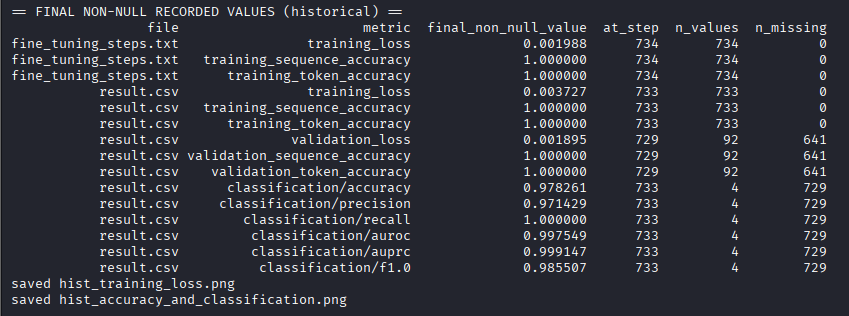 == FINAL NON-NULL RECORDED VALUES (historical) ==
file metric final_non_null_value at_step n_values n_missing
fine_tuning_steps.txt training_loss 0.001988 734 734 0
fine_tuning_steps.txt training_sequence_accuracy 1.000000 734 734 0
fine_tuning_steps.txt training_token_accuracy 1.000000 734 734 0
result.csv training_loss 0.003727 733 733 0
result.csv training_sequence_accuracy 1.000000 733 733 0
result.csv training_token_accuracy 1.000000 733 733 0
result.csv validation_loss 0.001895 729 92 641
result.csv validation_sequence_accuracy 1.000000 729 92 641
result.csv validation_token_accuracy 1.000000 729 92 641
result.csv classification/accuracy 0.978261 733 4 729
result.csv classification/precision 0.971429 733 4 729
result.csv classification/recall 1.000000 733 4 729
result.csv classification/auroc 0.997549 733 4 729
result.csv classification/auprc 0.999147 733 4 729
result.csv classification/f1.0 0.985507 733 4 729
saved hist_training_loss.png
saved hist_accuracy_and_classification.png